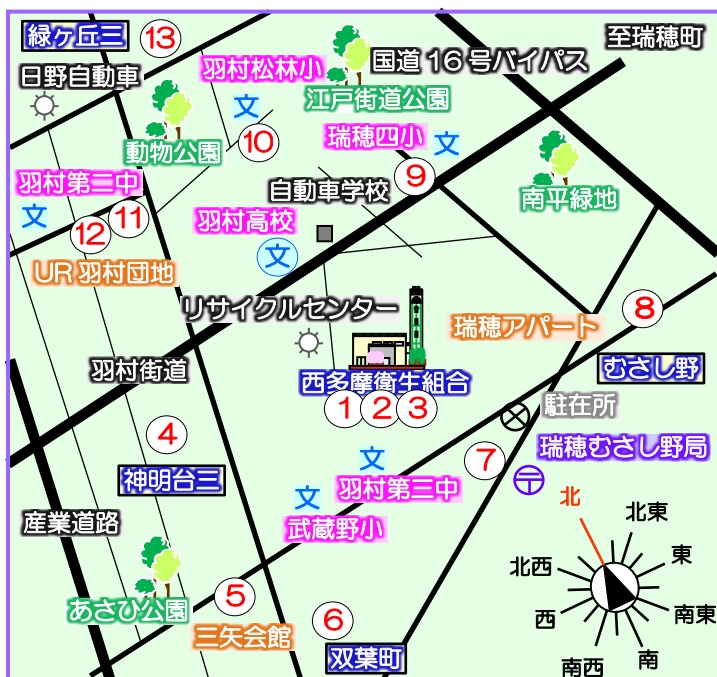 緑ヶ丘三
⑬
日野自動車
羽村松林小
文
国道16号バイパス
至瑞穂町
江戸街道公園
動物公園
⑩
瑞穂四小
文
⑨
南平緑地
羽村第二中
文
⑫
⑪
自動車学校
羽村高校
文
UR羽村団地
リサイクルセンター
瑞穂アパート
⑧
羽村街道
西多摩衛生組合
①
②
③
むさし野
駐在所
④
神明台三
文
羽村第三中
⑦
瑞穂むさし野局
〒
文
武蔵野小
産業道路
あさひ公園
⑤
三矢会館
⑥
双葉町
北
北東
東
南東
南
南西
西
北西